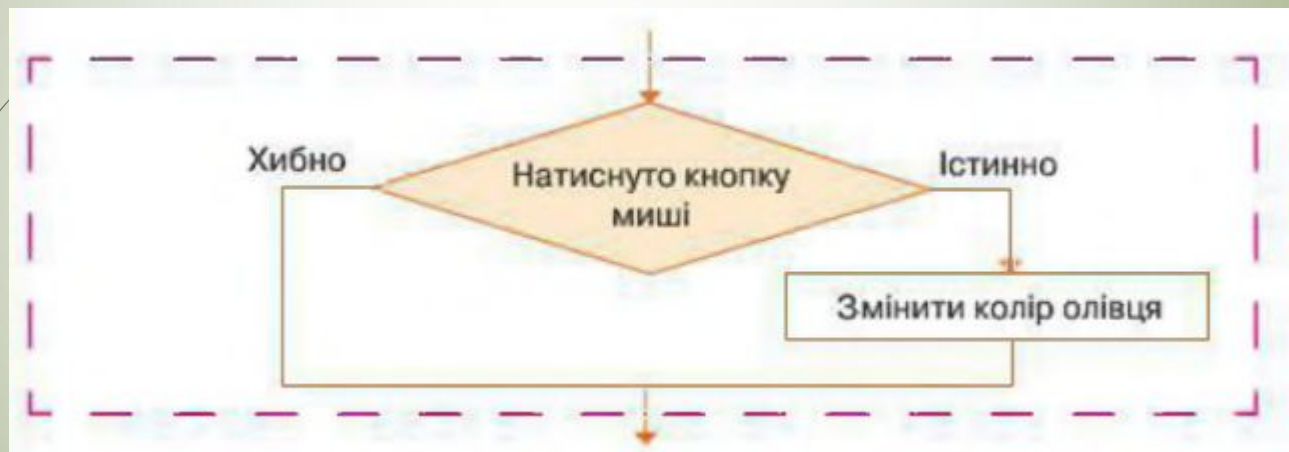 Хибно
Натиснуто кнопку
миші
Істинно
Змінити колір олівця